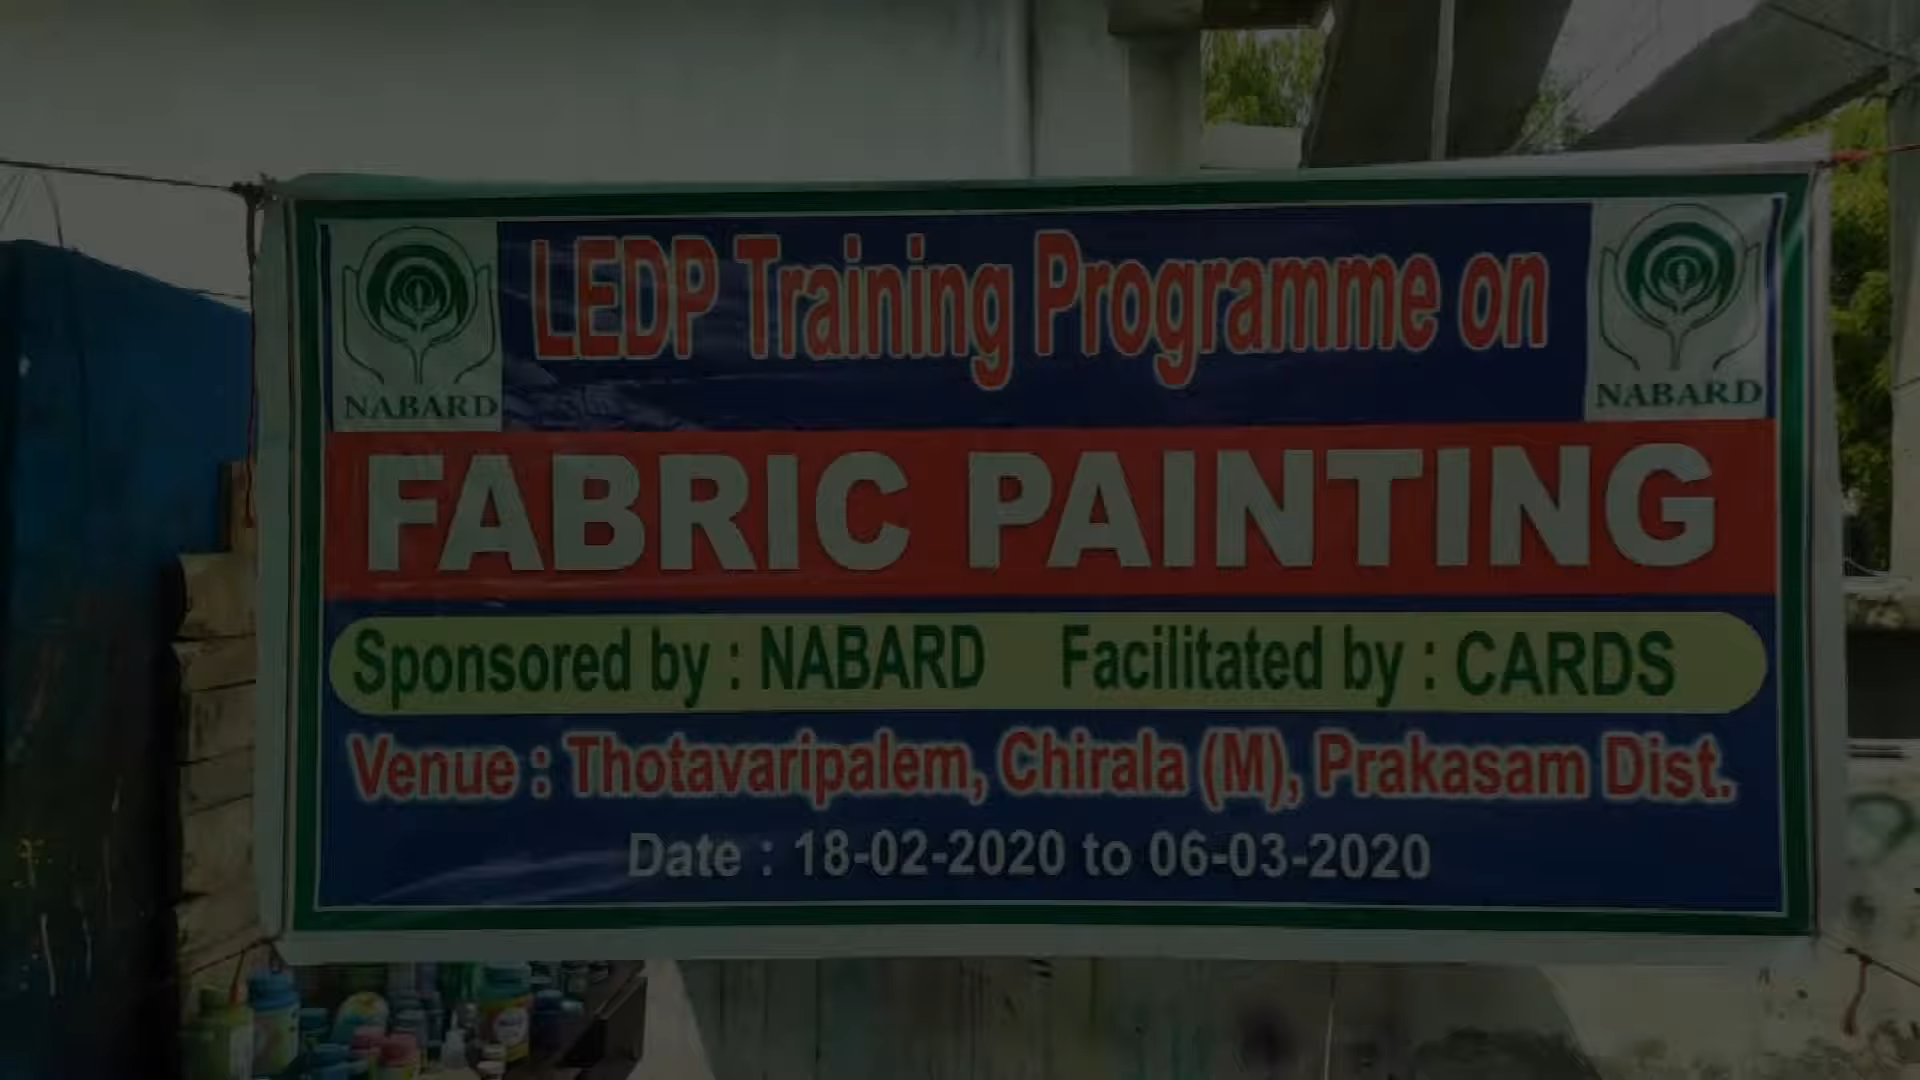 LEDP Training Programme on
NABARD
NABARD
FABRIC PAINTING
Sponsored by : NABARD Facilitated by : CARDS
Venue : Thotavaripalem, Chirala (M), Prakasam Dist.
Date : 18-02-2020 to 06-03-2020